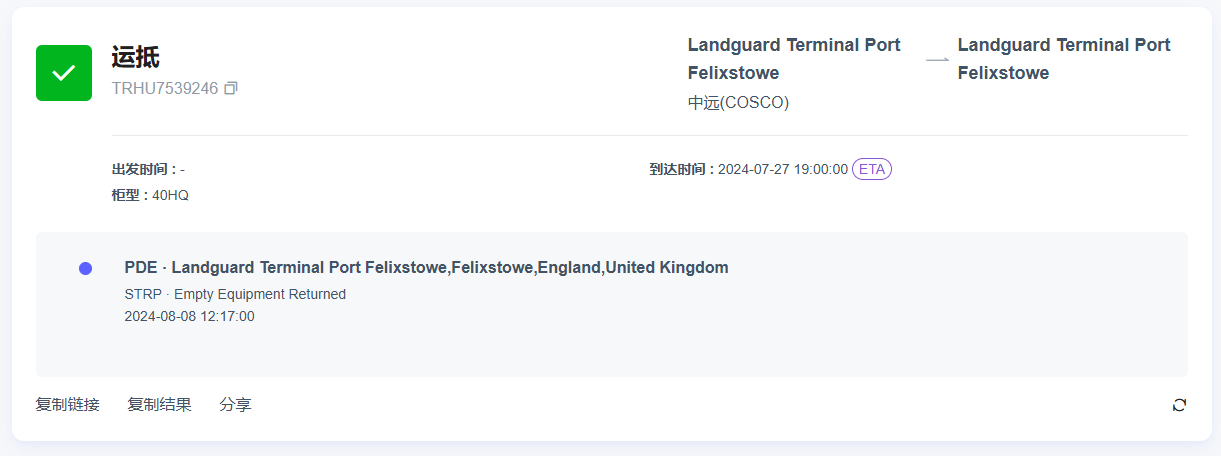 运抵
TRHU7539246
Landguard Terminal Port
Felixstowe
中远(COSCO)
Landguard Terminal Port
Felixstowe
出发时间 : -
到达时间 : 2024-07-27 19:00:00 ETA
柜型 : 40HQ
PDE · Landguard Terminal Port Felixstowe,Felixstowe,England,United Kingdom
STRP · Empty Equipment Returned
2024-08-08 12:17:00
复制链接 复制结果 分享